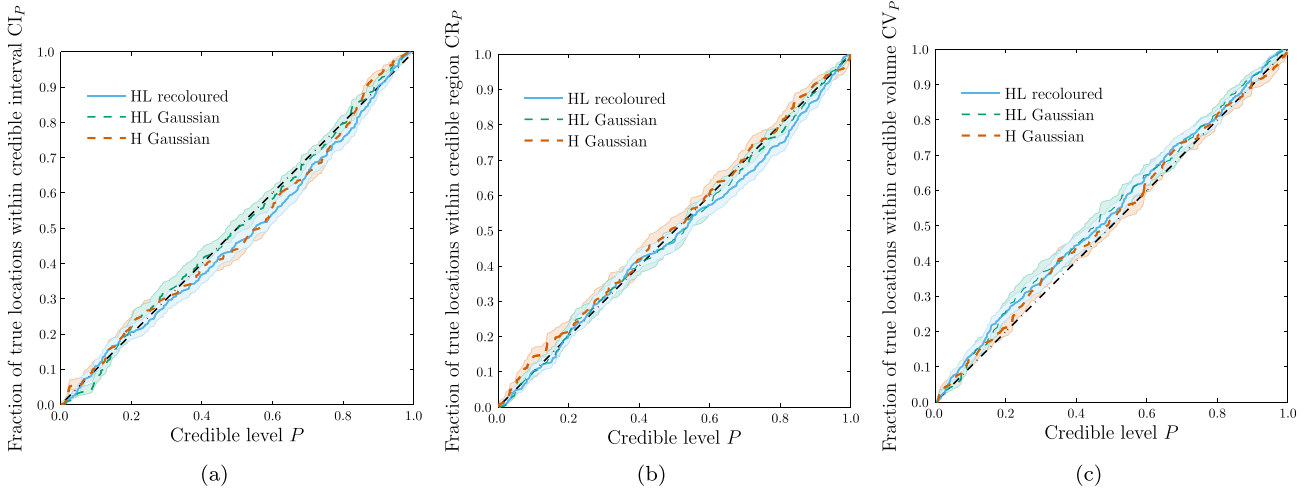 Fraction of true locations within credible interval CI_P
1.0
0.9
0.8
0.7
0.6
0.5
0.4
0.3
0.2
0.1
0.0
HL recoloured
HL Gaussian
H Gaussian
0.0 0.2 0.4 0.6 0.8 1.0
Credible level P
(a)
Fraction of true locations within credible region CR_P
1.0
0.9
0.8
0.7
0.6
0.5
0.4
0.3
0.2
0.1
0.0
HL recoloured
HL Gaussian
H Gaussian
0.0 0.2 0.4 0.6 0.8 1.0
Credible level P
(b)
Fraction of true locations within credible volume CV_P
1.0
0.9
0.8
0.7
0.6
0.5
0.4
0.3
0.2
0.1
0.0
HL recoloured
HL Gaussian
H Gaussian
0.0 0.2 0.4 0.6 0.8 1.0
Credible level P
(c)